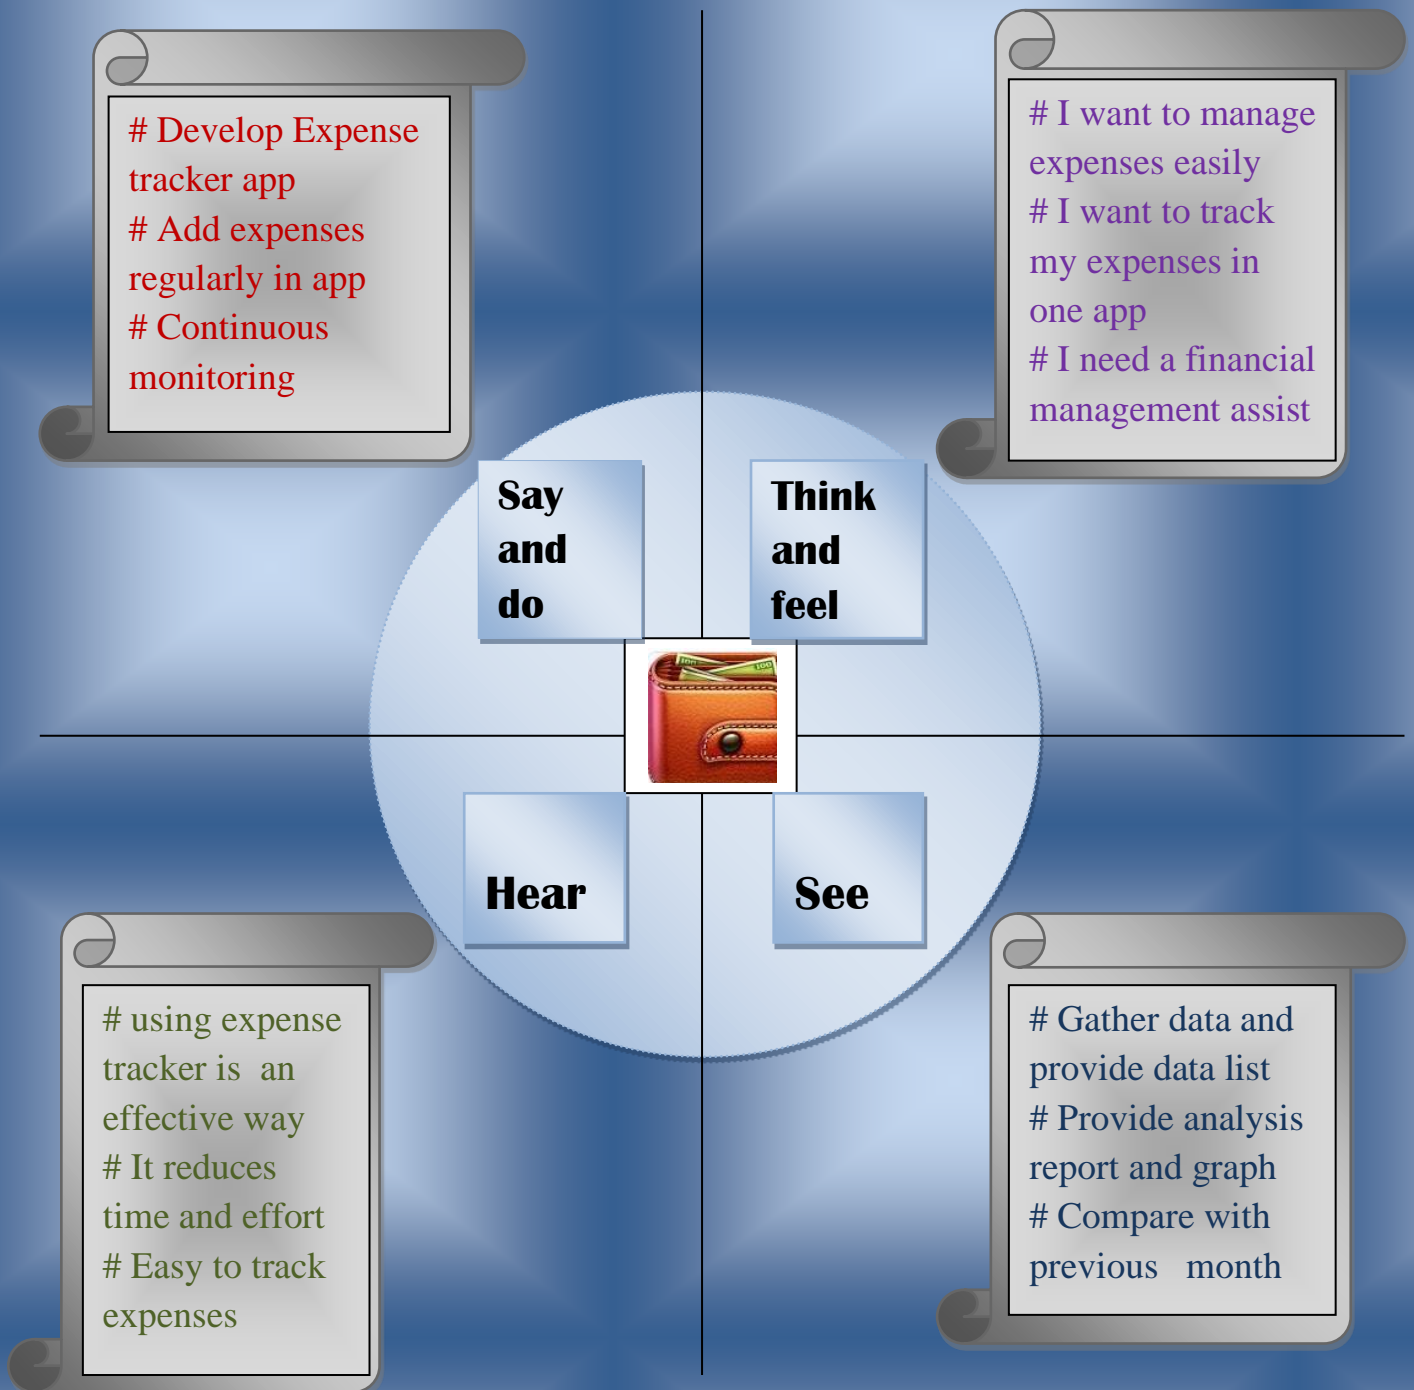 # Develop Expense
tracker app
# Add expenses
regularly in app
# Continuous
monitoring
# I want to manage
expenses easily
# I want to track
my expenses in
one app
# I need a financial
management assist
Say
and
do
Think
and
feel
100
100
Hear
See
# using expense
tracker is  an
effective way
# It reduces
time and effort
# Easy to track
expenses
# Gather data and
provide data list
# Provide analysis
report and graph
# Compare with
previous   month